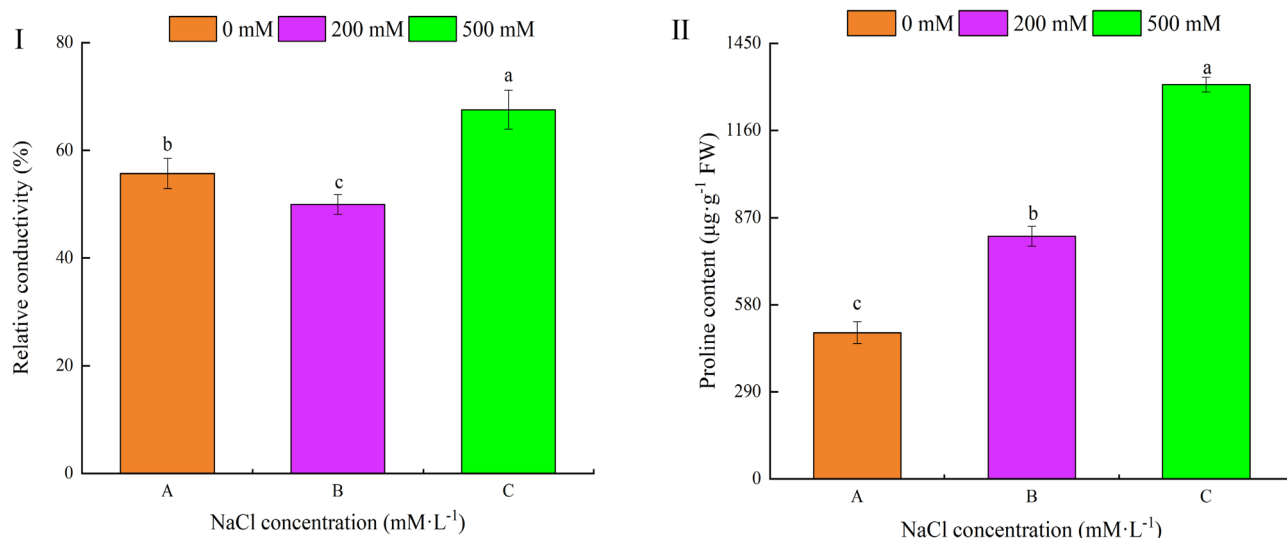 I
0 mM 200 mM 500 mM
80
60
40
20
0
Relative conductivity (%)
b
c
a
A B C
NaCl concentration (mM·L⁻¹)
II
0 mM 200 mM 500 mM
1450
1160
870
580
290
0
Proline content (μg·g⁻¹ FW)
c
b
a
A B C
NaCl concentration (mM·L⁻¹)